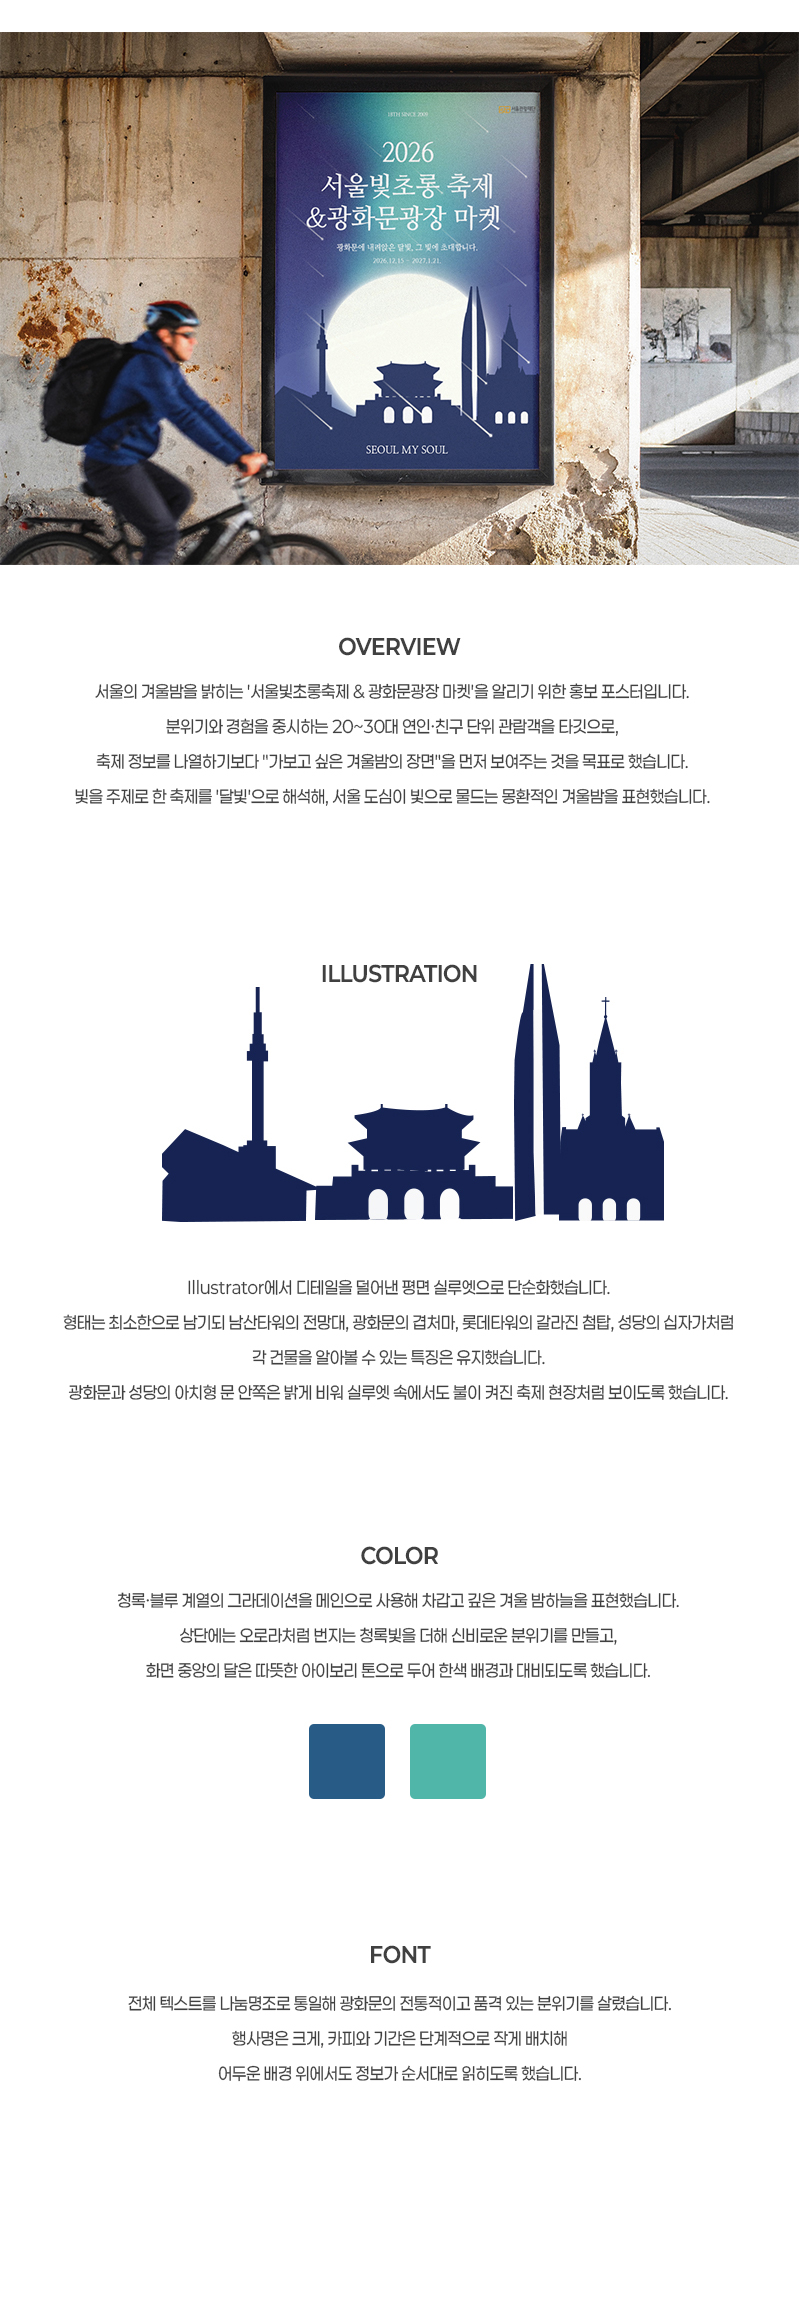 18TH SINCE 2009
서울관광재단
2026
서울빛초롱 축제
&광화문광장 마켓
광화문에 내려앉은 달빛, 그 빛에 초대합니다.
2026.12.15 - 2027.1.21.
SEOUL MY SOUL
OVERVIEW
서울의 겨울밤을 밝히는 '서울빛초롱축제 & 광화문광장 마켓'을 알리기 위한 홍보 포스터입니다.
분위기와 경험을 중시하는 20~30대 연인·친구 단위 관람객을 타깃으로,
축제 정보를 나열하기보다 "가보고 싶은 겨울밤의 장면"을 먼저 보여주는 것을 목표로 했습니다.
빛을 주제로 한 축제를 '달빛'으로 해석해, 서울 도심이 빛으로 물드는 몽환적인 겨울밤을 표현했습니다.
ILLUSTRATION
Illustrator에서 디테일을 덜어낸 평면 실루엣으로 단순화했습니다.
형태는 최소한으로 남기되 남산타워의 전망대, 광화문의 겹처마, 롯데타워의 갈라진 첨탑, 성당의 십자가처럼
각 건물을 알아볼 수 있는 특징은 유지했습니다.
광화문과 성당의 아치형 문 안쪽은 밝게 비워 실루엣 속에서도 불이 켜진 축제 현장처럼 보이도록 했습니다.
COLOR
청록·블루 계열의 그라데이션을 메인으로 사용해 차갑고 깊은 겨울 밤하늘을 표현했습니다.
상단에는 오로라처럼 번지는 청록빛을 더해 신비로운 분위기를 만들고,
화면 중앙의 달은 따뜻한 아이보리 톤으로 두어 한색 배경과 대비되도록 했습니다.
FONT
전체 텍스트를 나눔명조로 통일해 광화문의 전통적이고 품격 있는 분위기를 살렸습니다.
행사명은 크게, 카피와 기간은 단계적으로 작게 배치해
어두운 배경 위에서도 정보가 순서대로 읽히도록 했습니다.